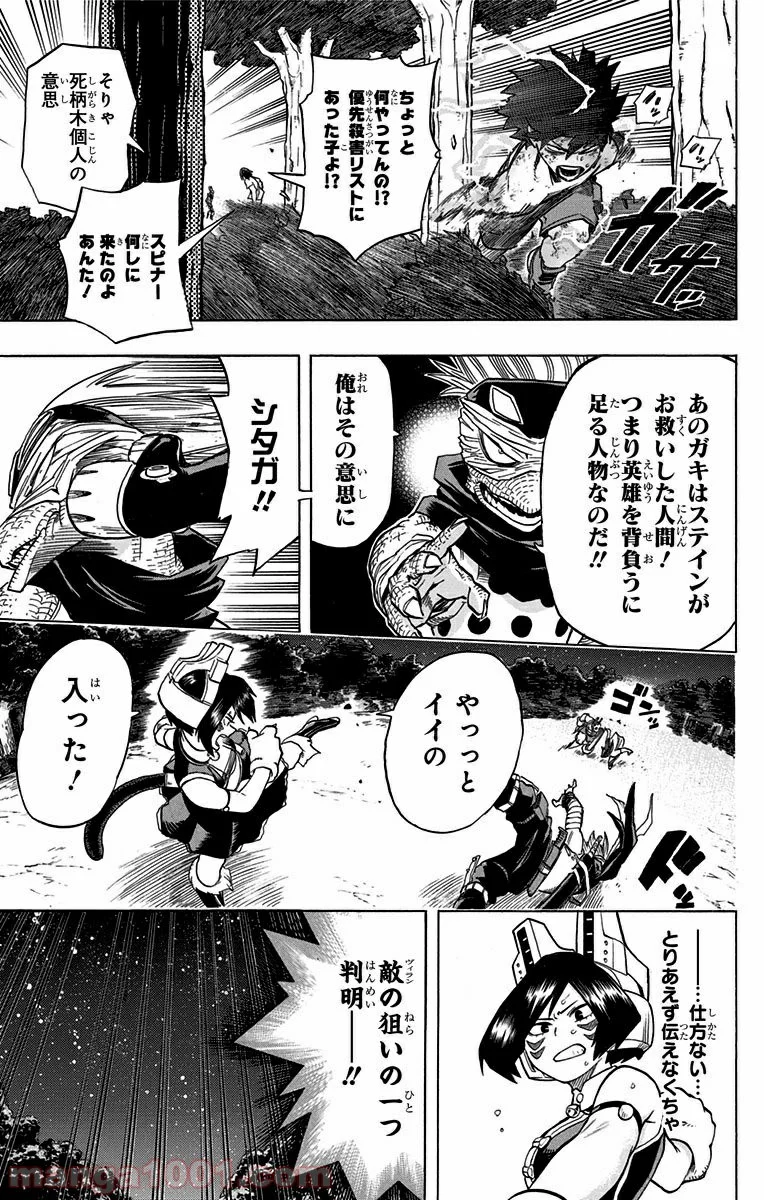 ガサッ
ちょっと
何やってんの!?
優先殺害リストに
あった子よ!?
そりゃ
死柄木個人の
意思
スピナー
何しに
来たのよ
あんた!
あのガキはステインが
お救いした人間!
つまり英雄を背負うに
足る人物なのだ!!
俺はその意思に
シタガ!!
ゴンッ
やっっと
イイの
ドッ
入った!
――…仕方ない…
とりあえず伝えなくちゃ
敵の狙いの一つ
判明――!!
manga1001.com